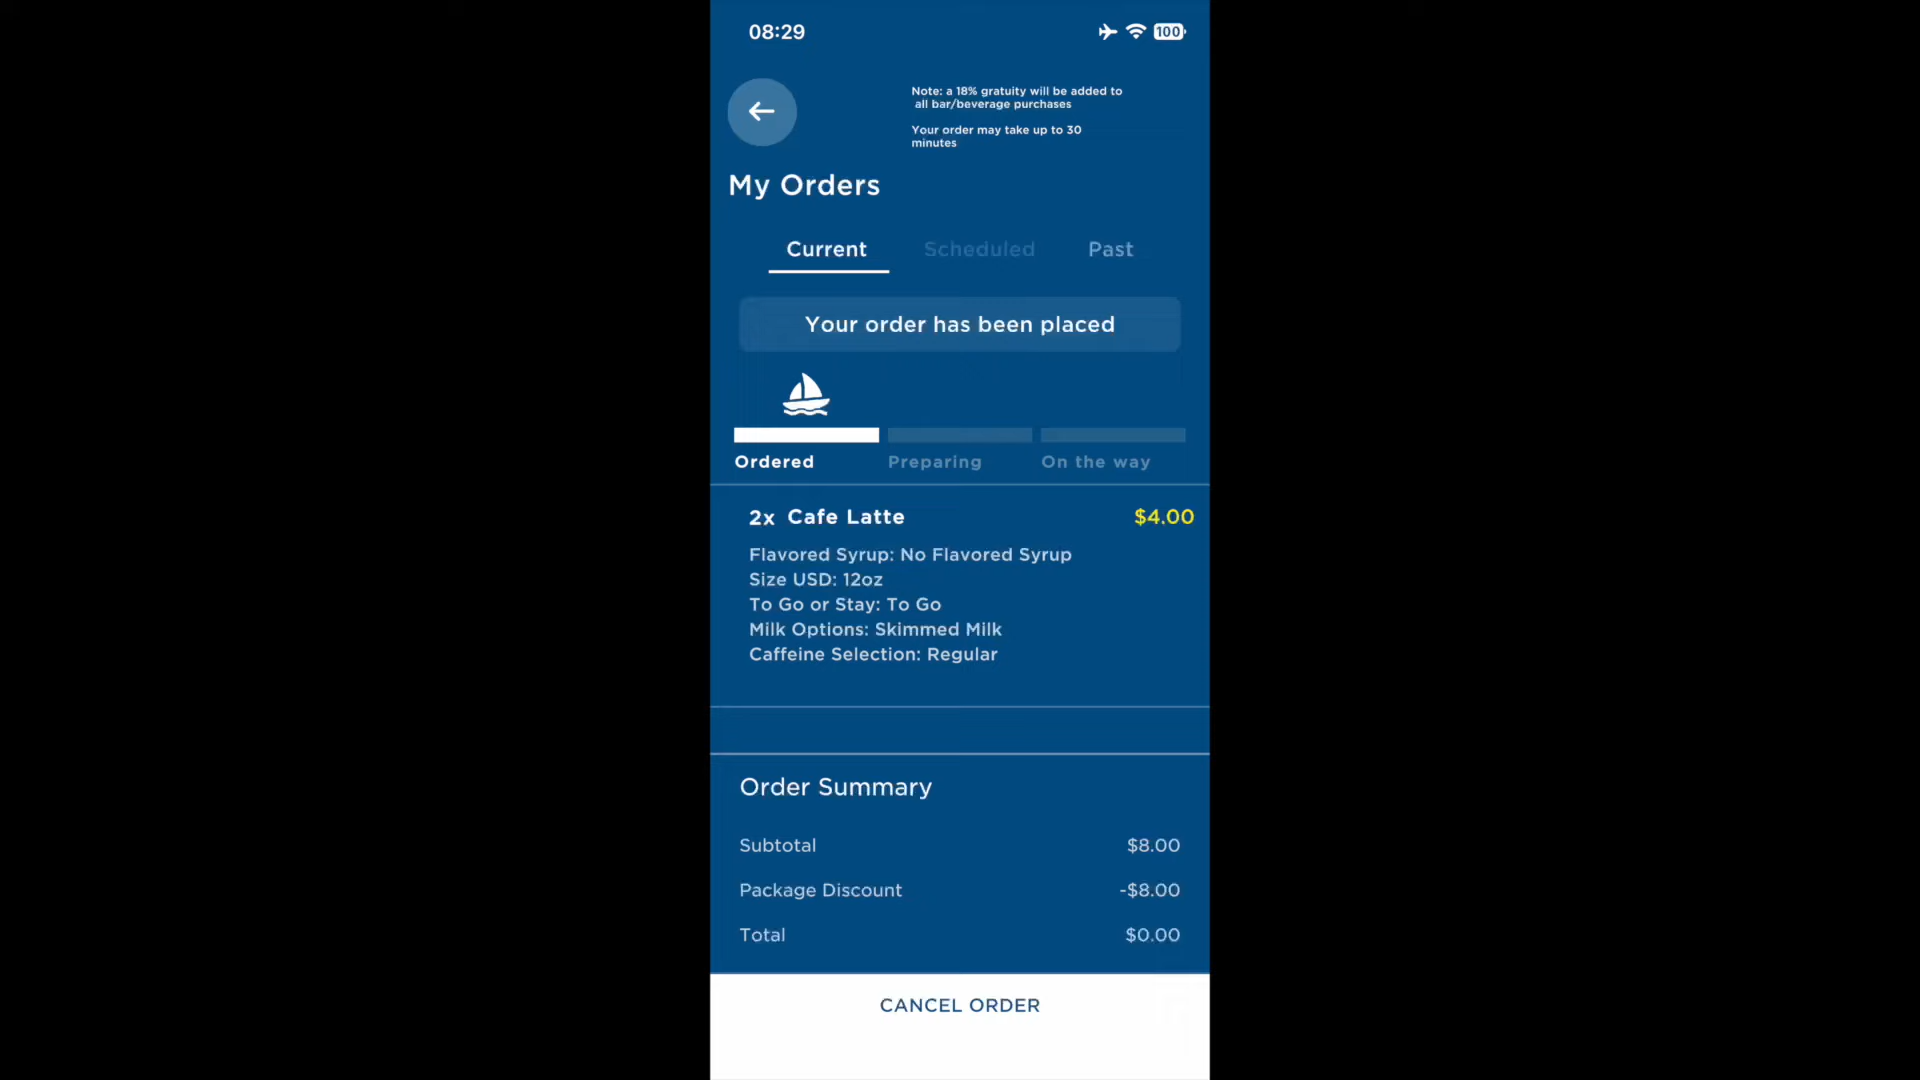 08:29
100
Note: a 18% gratuity will be added to
all bar/beverage purchases
Your order may take up to 30
minutes
My Orders
Current Scheduled Past
Your order has been placed
Ordered Preparing On the way
2x Cafe Latte $4.00
Flavored Syrup: No Flavored Syrup
Size USD: 12oz
To Go or Stay: To Go
Milk Options: Skimmed Milk
Caffeine Selection: Regular
Order Summary
Subtotal $8.00
Package Discount -$8.00
Total $0.00
CANCEL ORDER